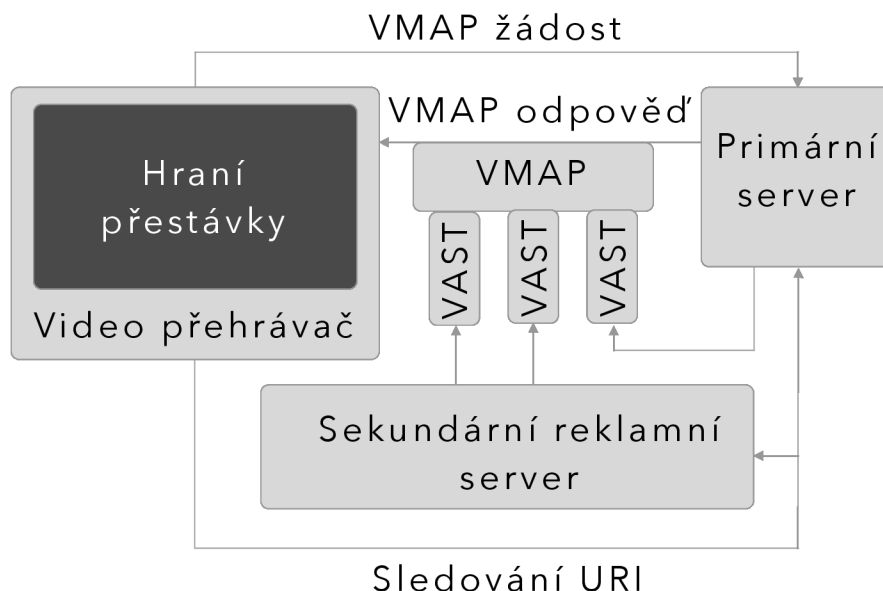 VMAP žádost
VMAP odpověď
Hraní
přestávky
Video přehrávač
VMAP
VAST
VAST
VAST
Primární
server
Sekundární reklamní
server
Sledování URI